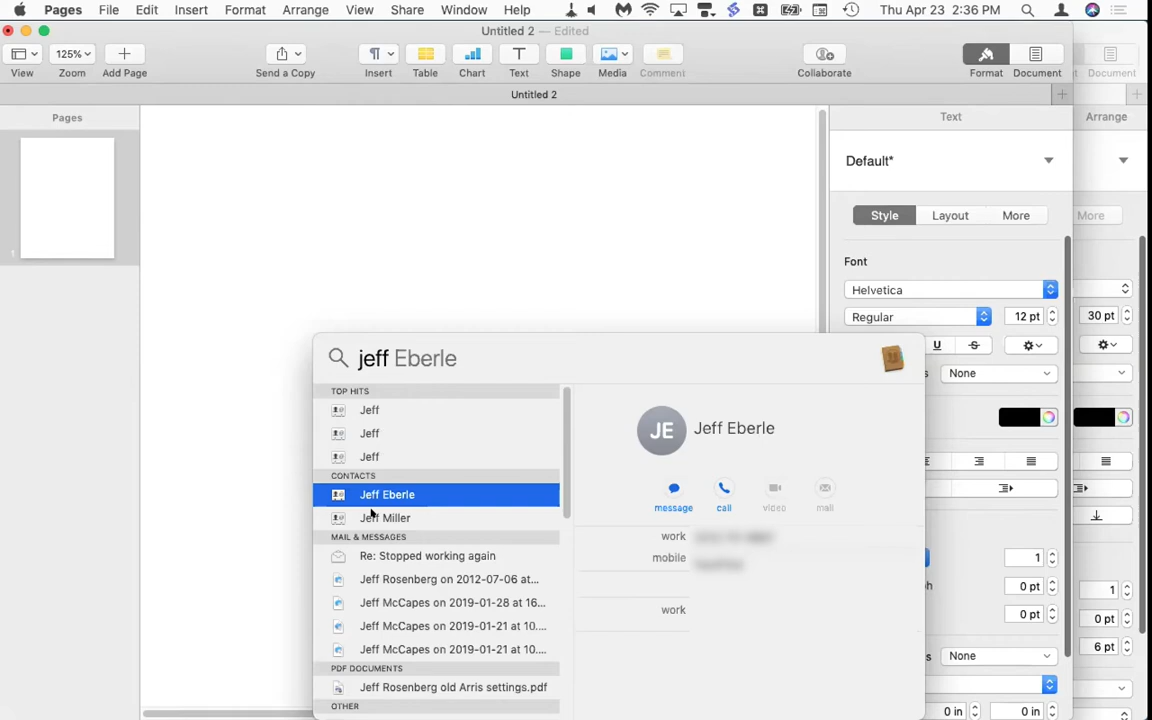 Pages File Edit Insert Format Arrange View Share Window Help Thu Apr 23 2:36 PM
Untitled 2 — Edited
125%
View Zoom Add Page Send a Copy Insert Table Chart Text Shape Media Comment Collaborate Format Document Document
Untitled 2
Pages Text Arrange
Default*
1
Style Layout More More
Font
Helvetica
Regular 12 pt 30 pt
U S
None
jeff Eberle
TOP HITS
Jeff
Jeff
Jeff
CONTACTS
Jeff Eberle
Jeff Miller
MAIL & MESSAGES
Re: Stopped working again
Jeff Rosenberg on 2012-07-06 at...
Jeff McCapes on 2019-01-28 at 16...
Jeff McCapes on 2019-01-21 at 10....
Jeff McCapes on 2019-01-21 at 10....
PDF DOCUMENTS
Jeff Rosenberg old Arris settings.pdf
OTHER
JE Jeff Eberle
message call video mail
work
mobile
work
1
0 pt 1
0 pt 0 pt
6 pt
None
0 in 0 in